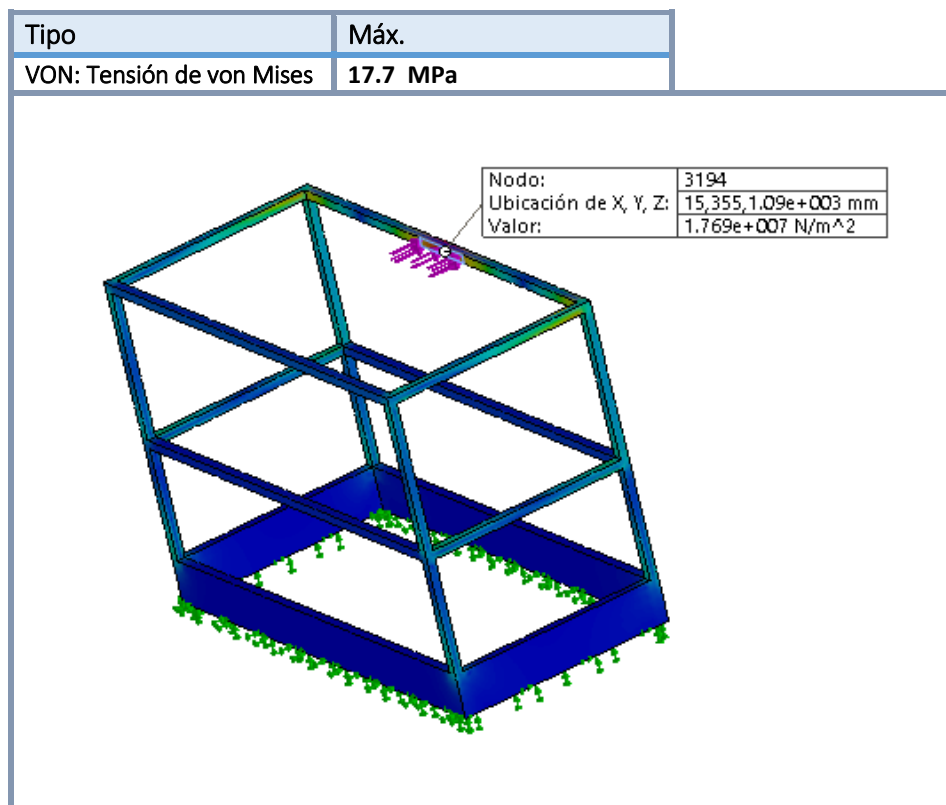 Tipo Máx.
VON: Tensión de von Mises 17.7 MPa
Nodo: 3194
Ubicación de X, Y, Z: 15,355,1.09e+003 mm
Valor: 1.769e+007 N/m^2